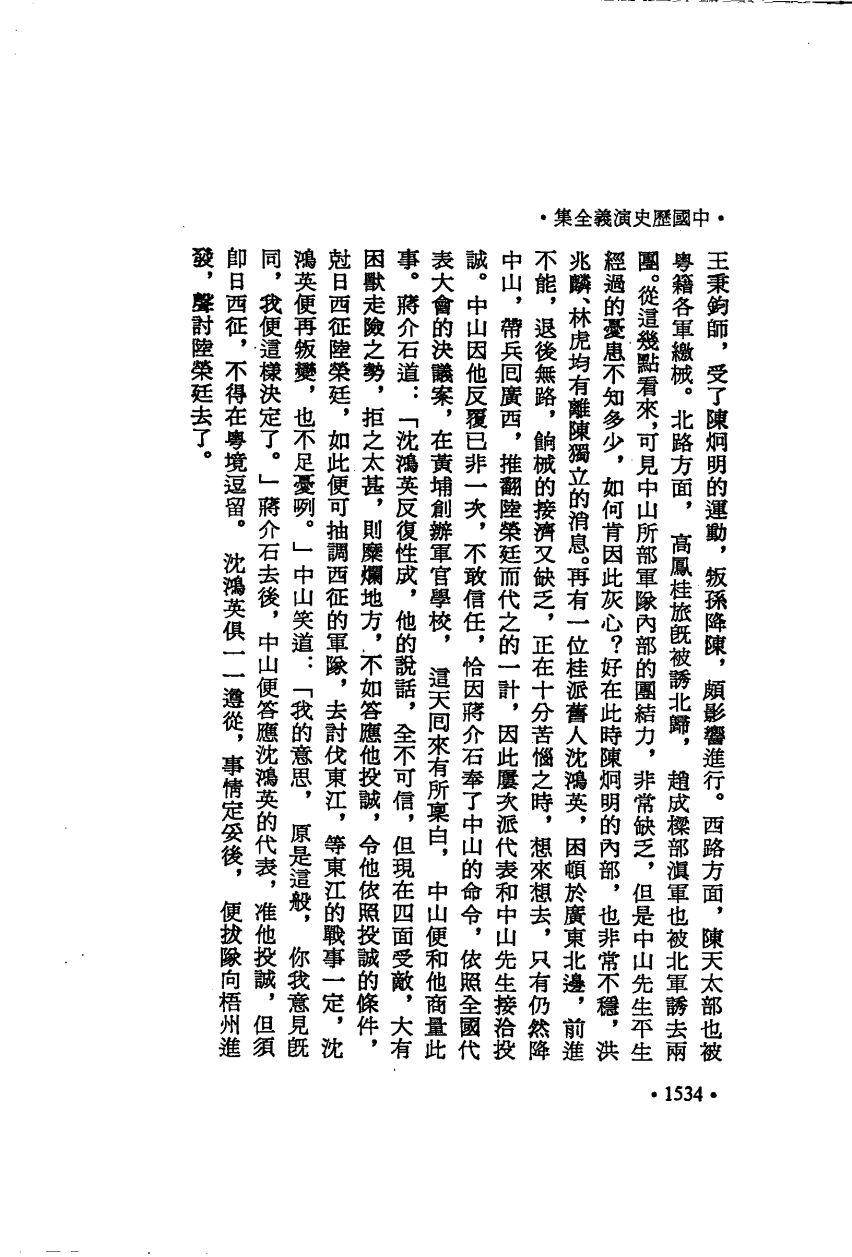 •中國歷史演義全集•
王秉鈞師，受了陳炯明的運動，叛孫降陳，頗影響進行。西路方面，陳天太部也被
粵籍各軍繳械。北路方面，高鳳桂旅既被誘北歸，趙成樑部滇軍也被北軍誘去兩
團。從這幾點看來，可見中山所部軍隊內部的團結力，非常缺乏，但是中山先生平生
經過的憂患不知多少，如何肯因此灰心？好在此時陳炯明的內部，也非常不穩，洪
兆麟、林虎均有離陳獨立的消息。再有一位桂派舊人沈鴻英，困頓於廣東北邊，前進
不能，退後無路，餉械的接濟又缺乏，正在十分苦惱之時，想來想去，只有仍然降
中山，帶兵回廣西，推翻陸榮廷而代之的一計，因此屢次派代表和中山先生接洽投
誠。中山因他反覆已非一次，不敢信任，恰因蔣介石奉了中山的命令，依照全國代
表大會的決議案，在黃埔創辦軍官學校，這天回來有所稟白，中山便和他商量此
事。蔣介石道：「沈鴻英反復性成，他的說話，全不可信，但現在四面受敵，大有
困獸走險之勢，拒之太甚，則糜爛地方，不如答應他投誠，令他依照投誠的條件，
尅日西征陸榮廷，如此便可抽調西征的軍隊，去討伐東江，等東江的戰事一定，沈
鴻英便再叛變，也不足憂咧。」中山笑道：「我的意思，原是這般，你我意見既
同，我便這樣決定了。」蔣介石去後，中山便答應沈鴻英的代表，准他投誠，但須
即日西征，不得在粵境逗留。沈鴻英俱一一遵從，事情定妥後，便拔隊向梧州進
發，聲討陸榮廷去了。
•1534•